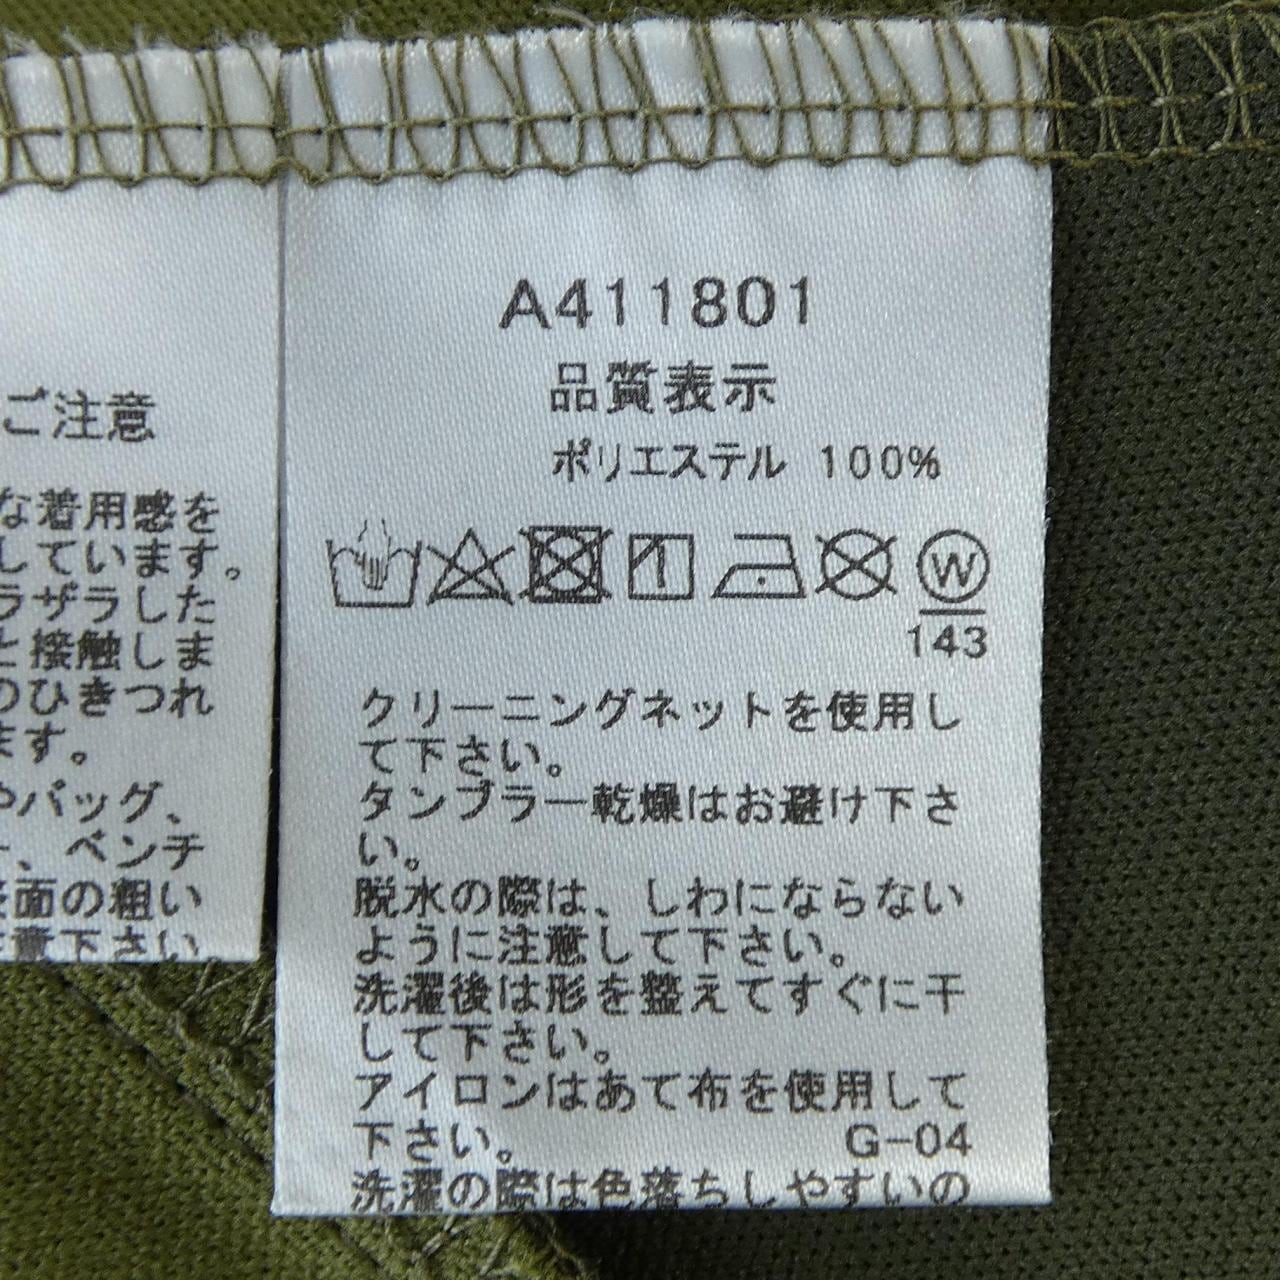 ご注意
な着用感を
しています。
ラザラした
と接触しま
のひきつれ
ます。
やバッグ、
ー、ベンチ
面の粗い
意下さい。
A411801
品質表示
ポリエステル 100%
W
143
クリーニングネットを使用し
て下さい。
タンブラー乾燥はお避け下さ
い。
脱水の際は、しわにならない
ように注意して下さい。
洗濯後は形を整えてすぐに干
して下さい。
アイロンはあて布を使用して
下さい。
G-04
洗濯の際は色落ちしやすいの